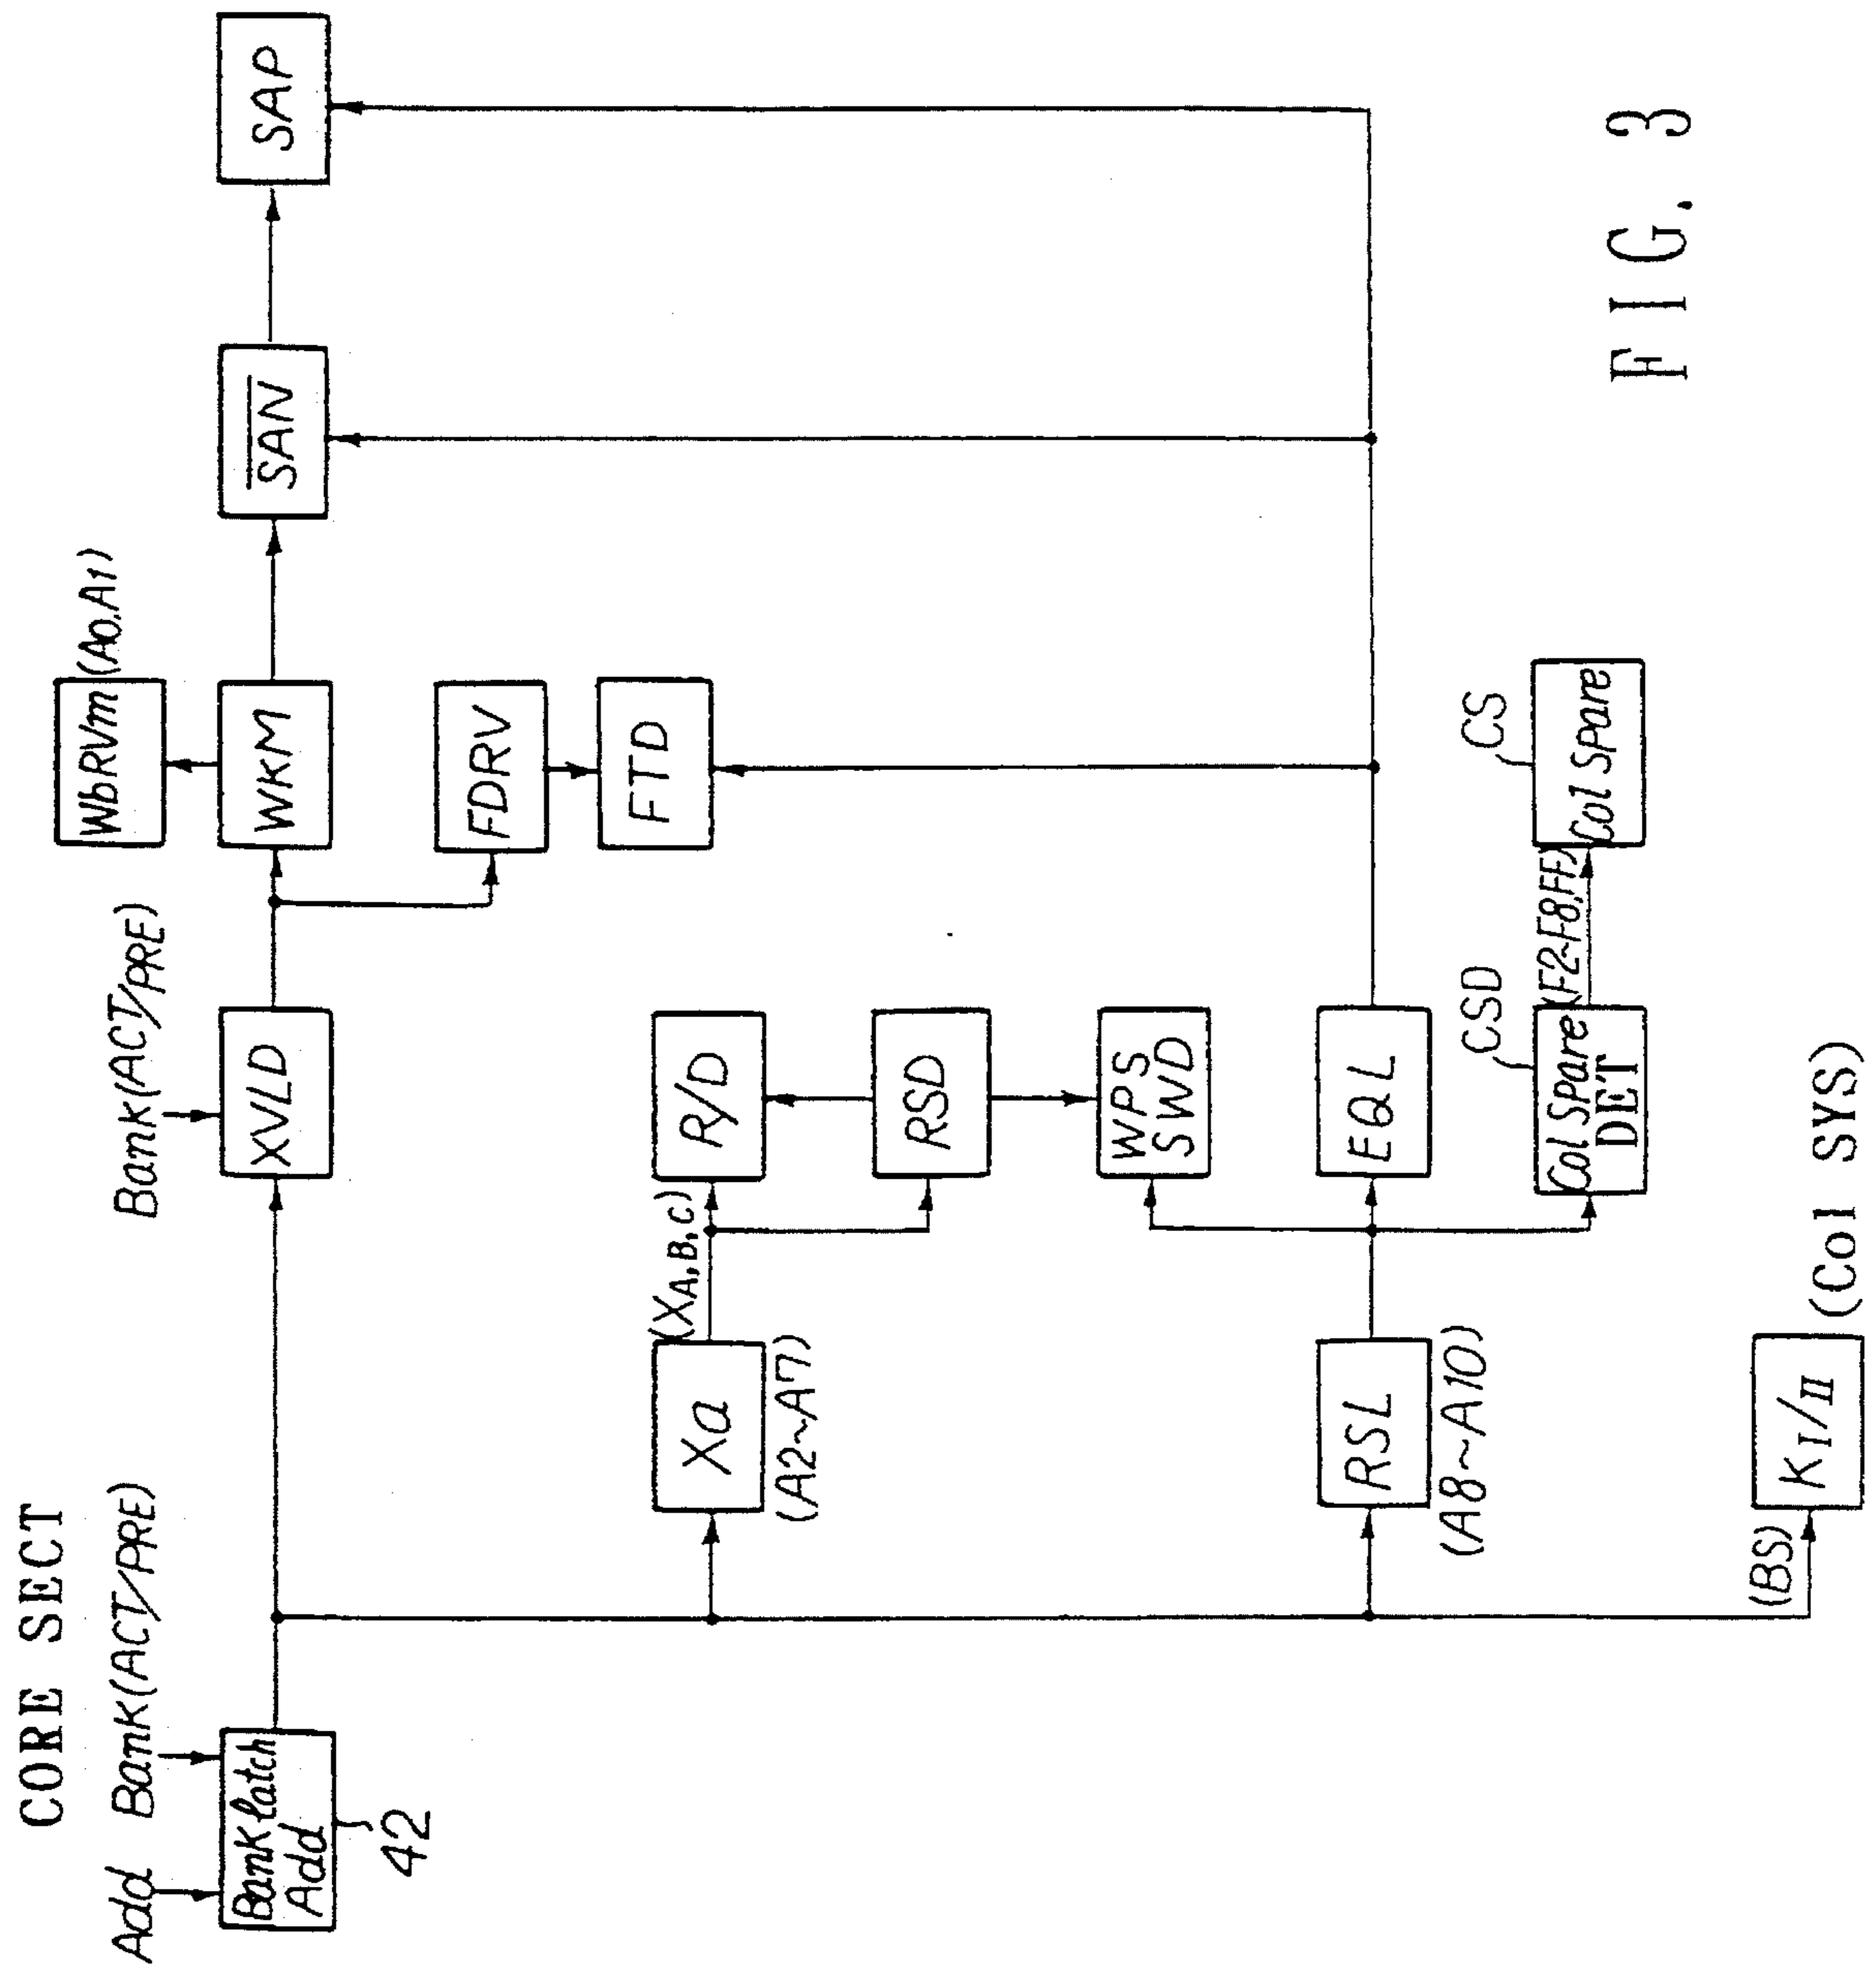 CORE SECT
Add
Bank(ACT/PRE)
Bank latch
Add
42
Bank(ACT/PRE)
XVLD
WbRVm
(A0,A1)
WKM
SAN
SAP
FDRV
FTD
Xa
(A2~A7)
(XA,B,C)
R/D
RSD
WPS
SWD
RSL
(A8~A10)
EQL
CSD
Col Spare
DET
(F2~F8,FF)
CS
Col Spare
(BS)
KI/II
(Col SYS)
FIG. 3